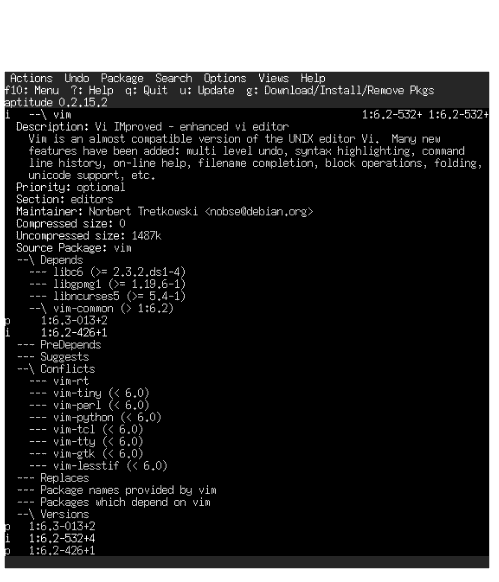 Actions Undo Package Search Options Views Help
f10: Menu ?: Help q: Quit u: Update g: Download/Install/Remove Pkgs
aptitude 0.2.15.2
i --\ vim 1:6.2-532+ 1:6.2-532+
Description: Vi IMproved - enhanced vi editor
Vim is an almost compatible version of the UNIX editor Vi. Many new
features have been added: multi level undo, syntax highlighting, command
line history, on-line help, filename completion, block operations, folding,
unicode support, etc.
Priority: optional
Section: editors
Maintainer: Norbert Tretkowski <nobse@debian.org>
Compressed size: 0
Uncompressed size: 1487k
Source Package: vim
--\ Depends
--- libc6 (>= 2.3.2.ds1-4)
--- libgpmg1 (>= 1.19.6-1)
--- libncurses5 (>= 5.4-1)
--\ vim-common (> 1:6.2)
p 1:6.3-013+2
i 1:6.2-426+1
--- PreDepends
--- Suggests
--\ Conflicts
--- vim-rt
--- vim-tiny (< 6.0)
--- vim-perl (< 6.0)
--- vim-python (< 6.0)
--- vim-tcl (< 6.0)
--- vim-tty (< 6.0)
--- vim-gtk (< 6.0)
--- vim-lesstif (< 6.0)
--- Replaces
--- Package names provided by vim
--- Packages which depend on vim
--\ Versions
p 1:6.3-013+2
i 1:6.2-532+4
p 1:6.2-426+1